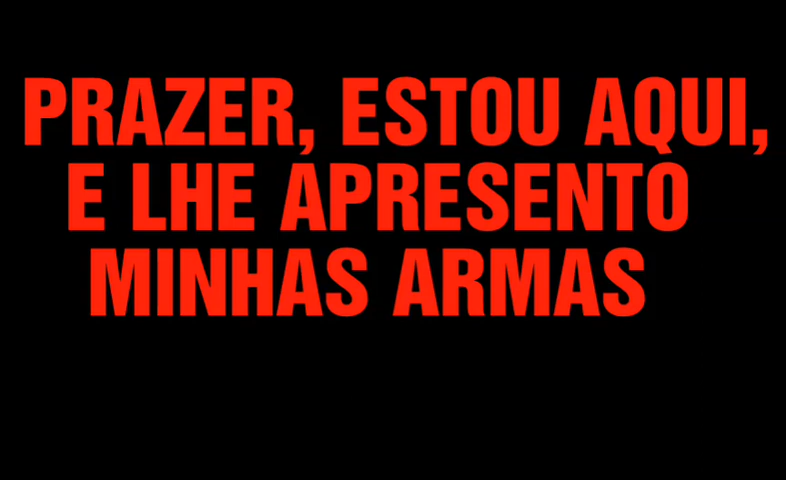 PRAZER, ESTOU AQUI,
E LHE APRESENTO
MINHAS ARMAS